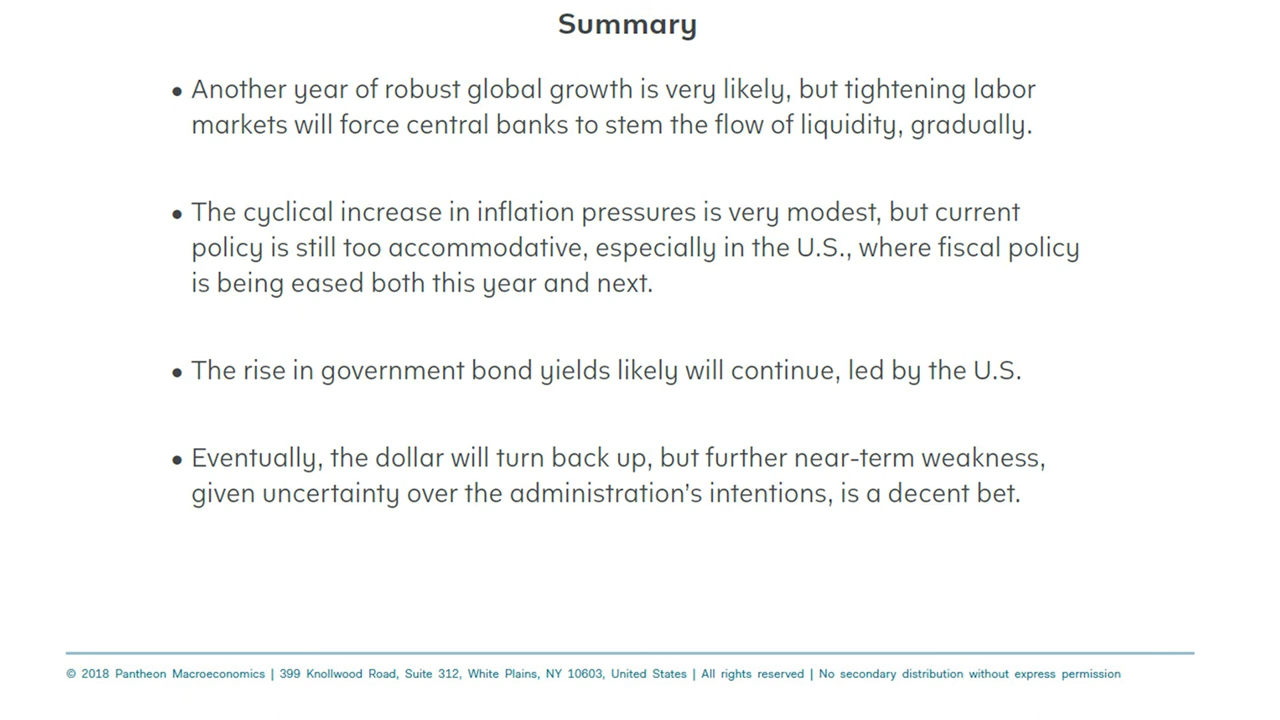 Summary
• Another year of robust global growth is very likely, but tightening labor
markets will force central banks to stem the flow of liquidity, gradually.
• The cyclical increase in inflation pressures is very modest, but current
policy is still too accommodative, especially in the U.S., where fiscal policy
is being eased both this year and next.
• The rise in government bond yields likely will continue, led by the U.S.
• Eventually, the dollar will turn back up, but further near-term weakness,
given uncertainty over the administration’s intentions, is a decent bet.
© 2018 Pantheon Macroeconomics | 399 Knollwood Road, Suite 312, White Plains, NY 10603, United States | All rights reserved | No secondary distribution without express permission